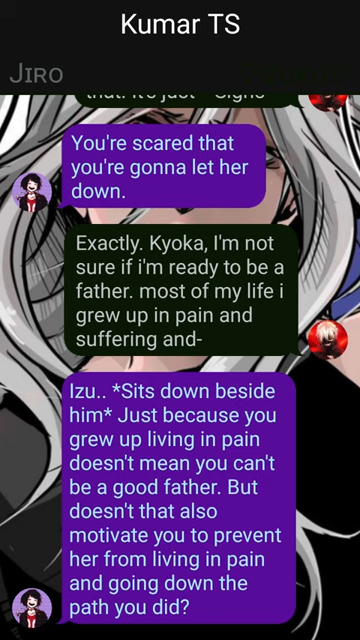 Kumar TS
JIRO
You're scared that
you're gonna let her
down.
Exactly. Kyoka, I'm not
sure if i'm ready to be a
father. most of my life i
grew up in pain and
suffering and-
Izu.. *Sits down beside
him* Just because you
grew up living in pain
doesn't mean you can't
be a good father. But
doesn't that also
motivate you to prevent
her from living in pain
and going down the
path you did?